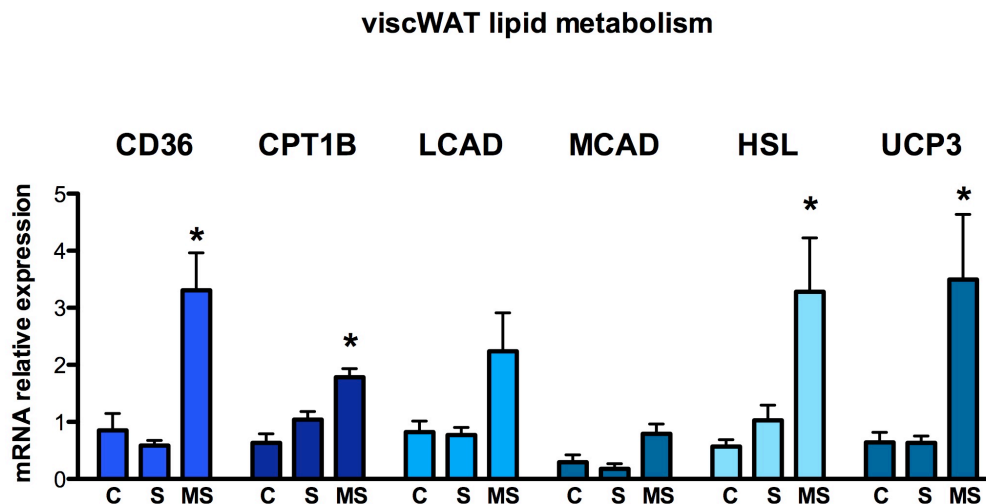 viscWAT lipid metabolism
CD36 CPT1B LCAD MCAD HSL UCP3
mRNA relative expression
5
4
3
2
1
0
* * * *
C S MS C S MS C S MS C S MS C S MS C S MS